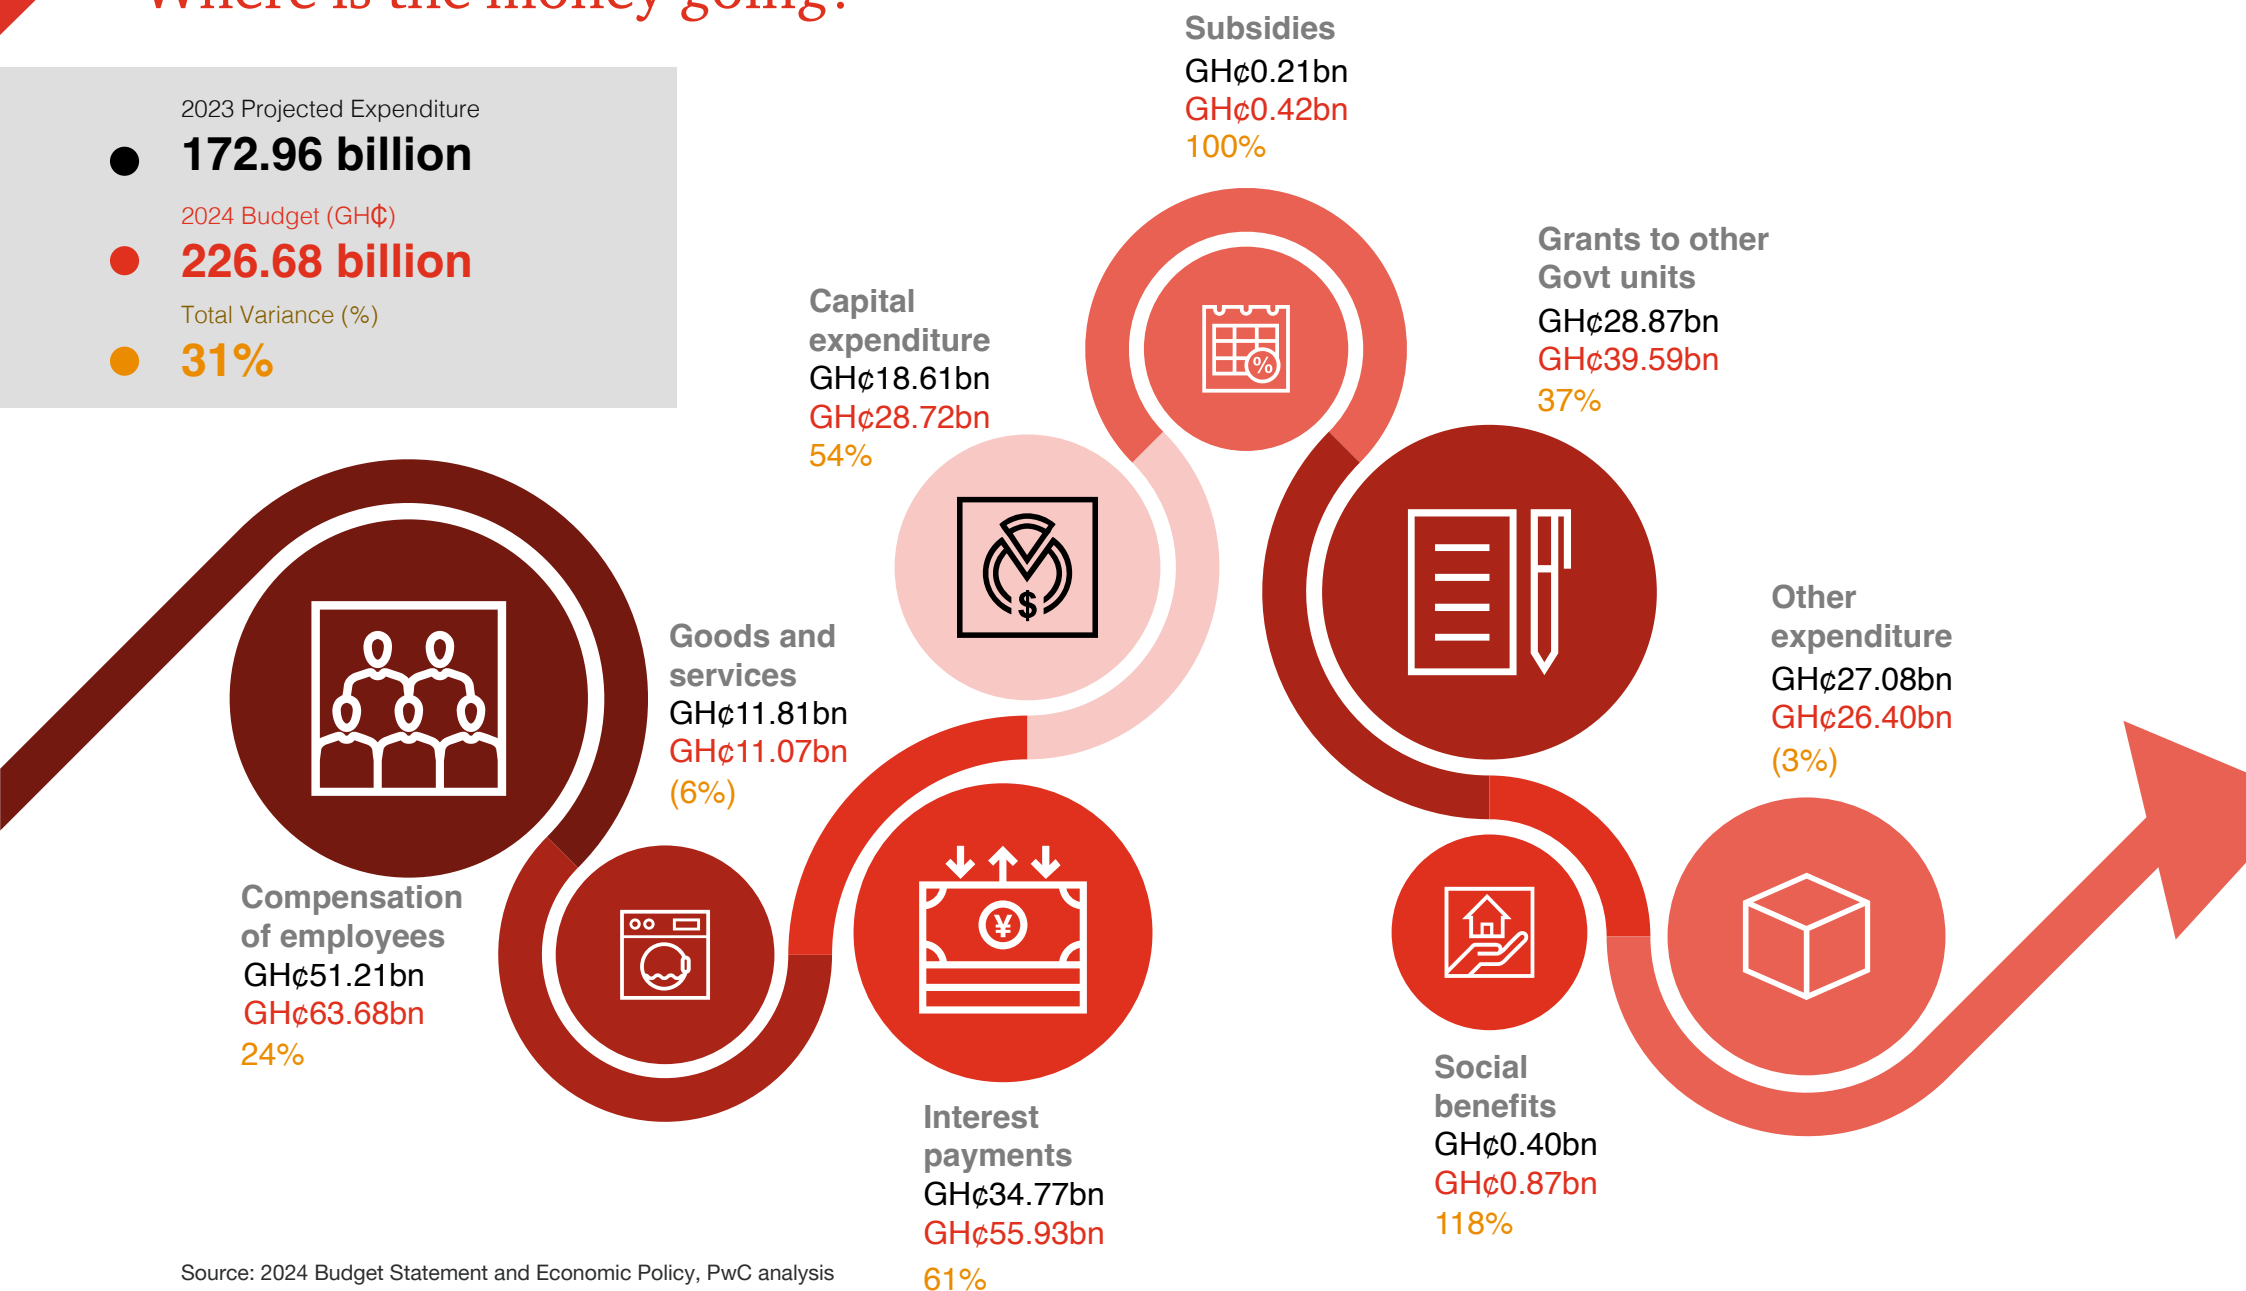 Where is the money going?
2023 Projected Expenditure
172.96 billion
2024 Budget (GH₵)
226.68 billion
Total Variance (%)
31%
Compensation
of employees
GH¢51.21bn
GH¢63.68bn
24%
Goods and
services
GH¢11.81bn
GH¢11.07bn
(6%)
Interest
payments
GH¢34.77bn
GH¢55.93bn
61%
Capital
expenditure
GH¢18.61bn
GH¢28.72bn
54%
$
¥
Subsidies
GH¢0.21bn
GH¢0.42bn
100%
%
Grants to other
Govt units
GH¢28.87bn
GH¢39.59bn
37%
Social
benefits
GH¢0.40bn
GH¢0.87bn
118%
Other
expenditure
GH¢27.08bn
GH¢26.40bn
(3%)
Source: 2024 Budget Statement and Economic Policy, PwC analysis